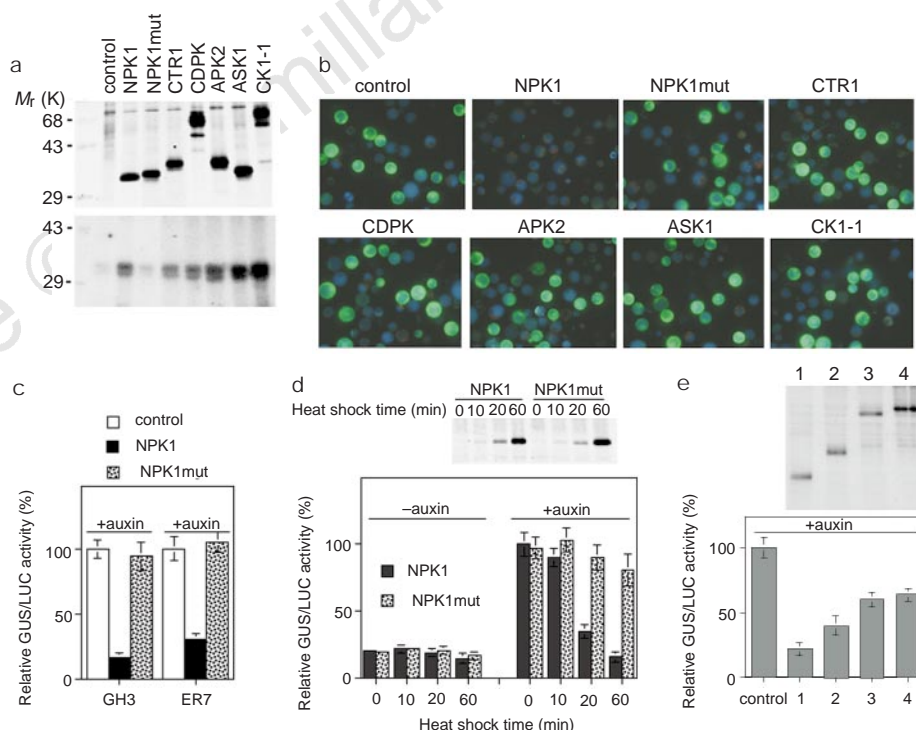 millan
e ©
a
control
NPK1
NPK1mut
CTR1
CDPK
APK2
ASK1
CK1-1
Mr (K)
68
43
29
43
29
b
control NPK1 NPK1mut CTR1
CDPK APK2 ASK1 CK1-1
c
control
NPK1
NPK1mut
+auxin +auxin
Relative GUS/LUC activity (%)
100
50
0
GH3 ER7
d
NPK1 NPK1mut
Heat shock time (min) 0 10 20 60 0 10 20 60
–auxin +auxin
NPK1
NPK1mut
Relative GUS/LUC activity (%)
100
50
0
0 10 20 60 0 10 20 60
Heat shock time (min)
e
1 2 3 4
+auxin
Relative GUS/LUC activity (%)
100
50
0
control 1 2 3 4